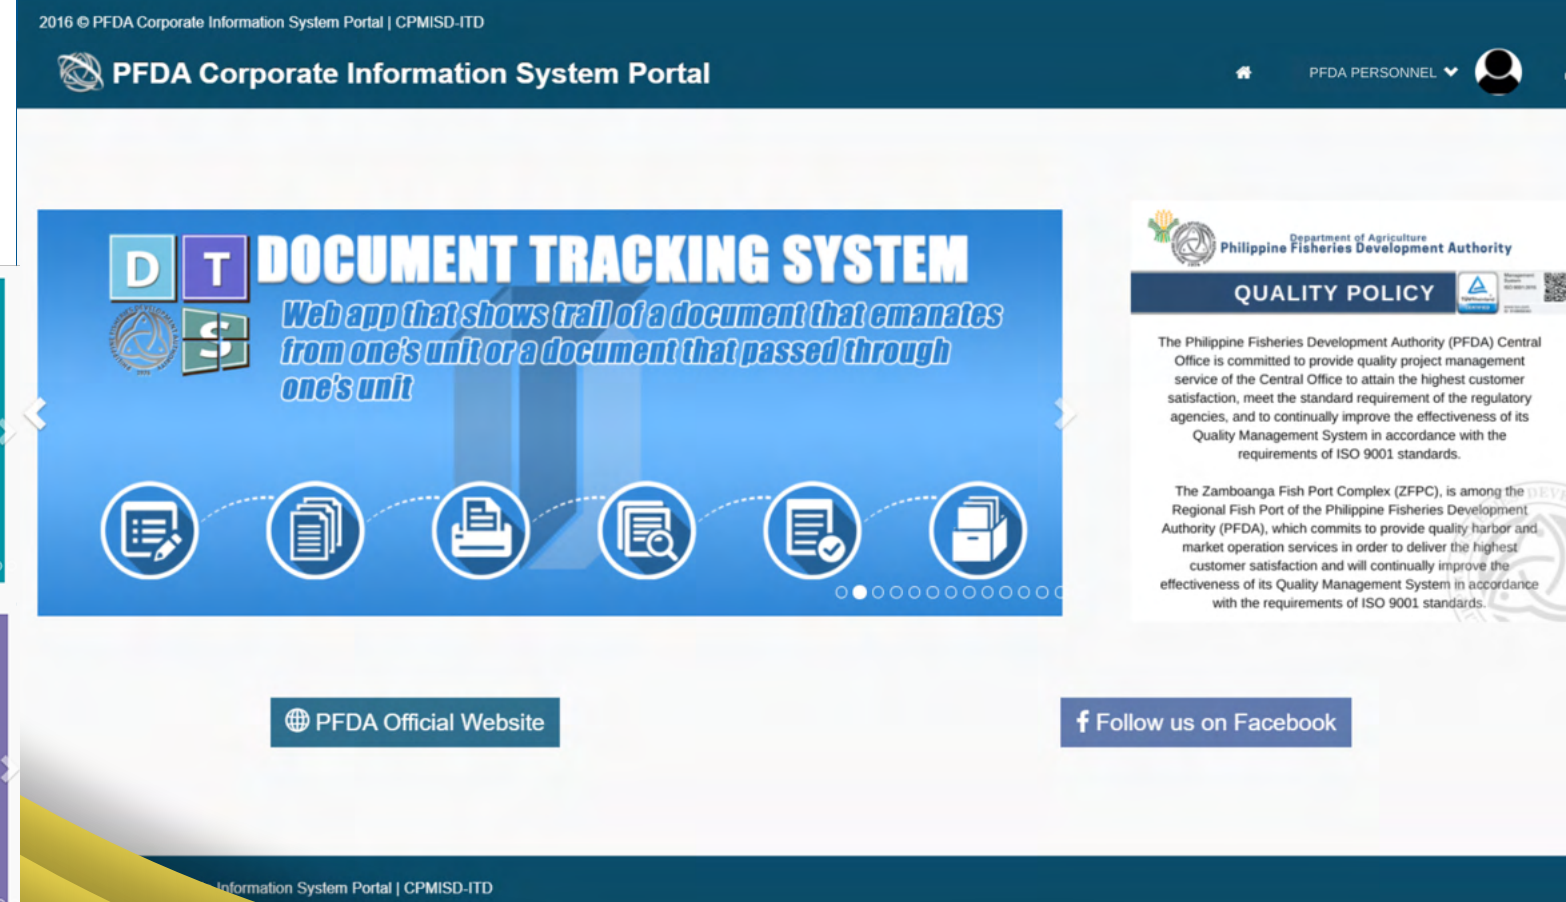 2016 © PFDA Corporate Information System Portal | CPMISD-ITD
PFDA Corporate Information System Portal
PFDA PERSONNEL
D T S
DOCUMENT TRACKING SYSTEM
Web app that shows trail of a document that emanates
from one's unit or a document that passed through
one's unit
Department of Agriculture
Philippine Fisheries Development Authority
QUALITY POLICY
The Philippine Fisheries Development Authority (PFDA) Central
Office is committed to provide quality project management
service of the Central Office to attain the highest customer
satisfaction, meet the standard requirement of the regulatory
agencies, and to continually improve the effectiveness of its
Quality Management System in accordance with the
requirements of ISO 9001 standards.
The Zamboanga Fish Port Complex (ZFPC), is among the
Regional Fish Port of the Philippine Fisheries Development
Authority (PFDA), which commits to provide quality harbor and
market operation services in order to deliver the highest
customer satisfaction and will continually improve the
effectiveness of its Quality Management System in accordance
with the requirements of ISO 9001 standards.
PFDA Official Website
Follow us on Facebook
Information System Portal | CPMISD-ITD